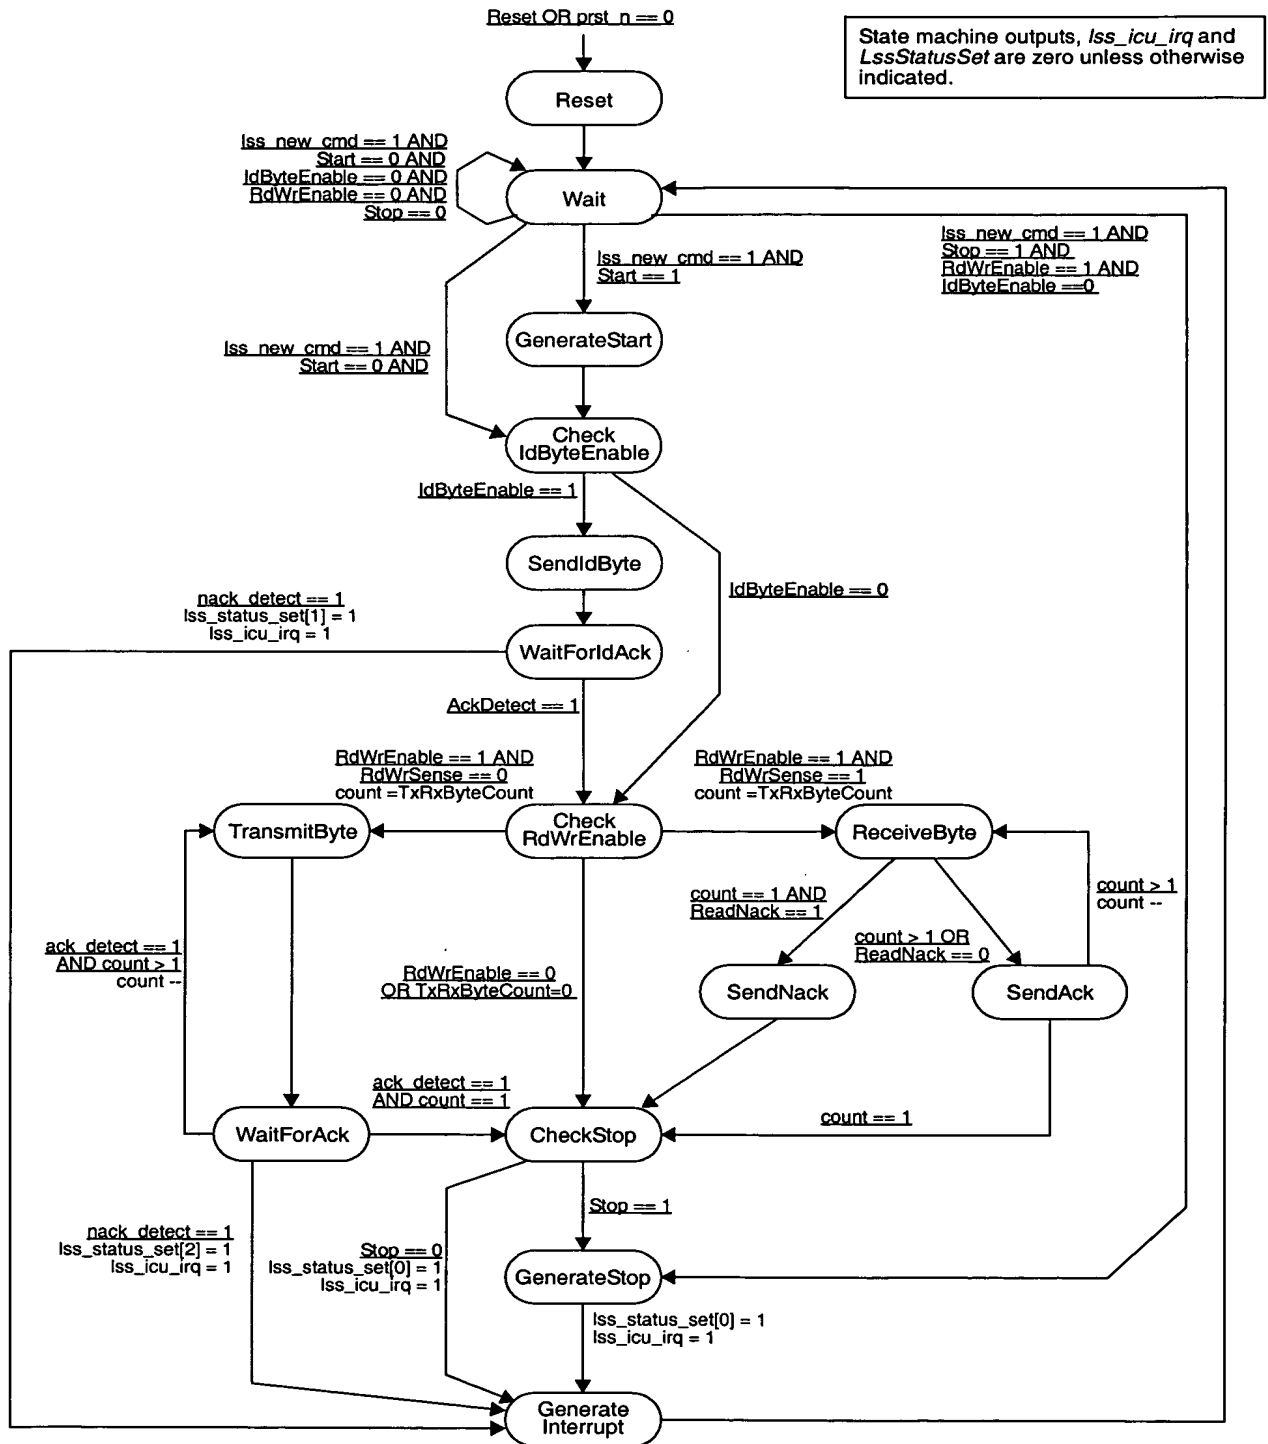 Reset OR prst_n == 0
State machine outputs, lss_icu_irq and
LssStatusSet are zero unless otherwise
indicated.
Reset
lss_new_cmd == 1 AND
Start == 0 AND
IdByteEnable == 0 AND
RdWrEnable == 0 AND
Stop == 0
Wait
lss_new_cmd == 1 AND
Stop == 1 AND
RdWrEnable == 1 AND
IdByteEnable ==0
lss_new_cmd == 1 AND
Start == 1
GenerateStart
lss_new_cmd == 1 AND
Start == 0 AND
Check
IdByteEnable
IdByteEnable == 1
SendIdByte
IdByteEnable == 0
nack_detect == 1
lss_status_set[1] = 1
lss_icu_irq = 1
WaitForIdAck
AckDetect == 1
RdWrEnable == 1 AND
RdWrSense == 0
count =TxRxByteCount
RdWrEnable == 1 AND
RdWrSense == 1
count =TxRxByteCount
TransmitByte
Check
RdWrEnable
ReceiveByte
count == 1 AND
ReadNack == 1
count > 1
count --
count > 1 OR
ReadNack == 0
ack_detect == 1
AND count > 1
count --
RdWrEnable == 0
OR TxRxByteCount=0
SendNack
SendAck
ack_detect == 1
AND count == 1
count == 1
WaitForAck
CheckStop
Stop == 1
nack_detect == 1
lss_status_set[2] = 1
lss_icu_irq = 1
Stop == 0
lss_status_set[0] = 1
lss_icu_irq = 1
GenerateStop
lss_status_set[0] = 1
lss_icu_irq = 1
Generate
Interrupt